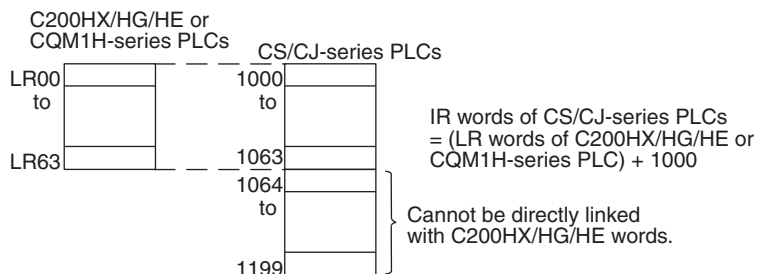 C200HX/HG/HE or
CQM1H-series PLCs
CS/CJ-series PLCs
LR00
to
LR63
1000
to
1063
1064
to
1199
IR words of CS/CJ-series PLCs
= (LR words of C200HX/HG/HE or
CQM1H-series PLC) + 1000
Cannot be directly linked
with C200HX/HG/HE words.